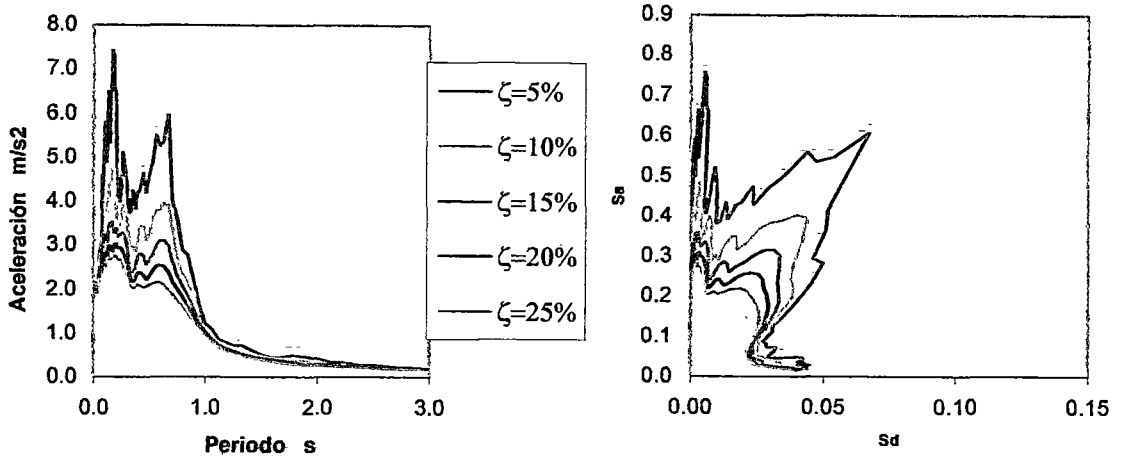 8.0
7.0
6.0
5.0
4.0
3.0
2.0
1.0
0.0
Aceleración m/s2
0.0 1.0 2.0 3.0
Periodo s
ζ=5%
ζ=10%
ζ=15%
ζ=20%
ζ=25%
0.9
0.8
0.7
0.6
0.5
0.4
0.3
0.2
0.1
0.0
Sa
0.00 0.05 0.10 0.15
Sd